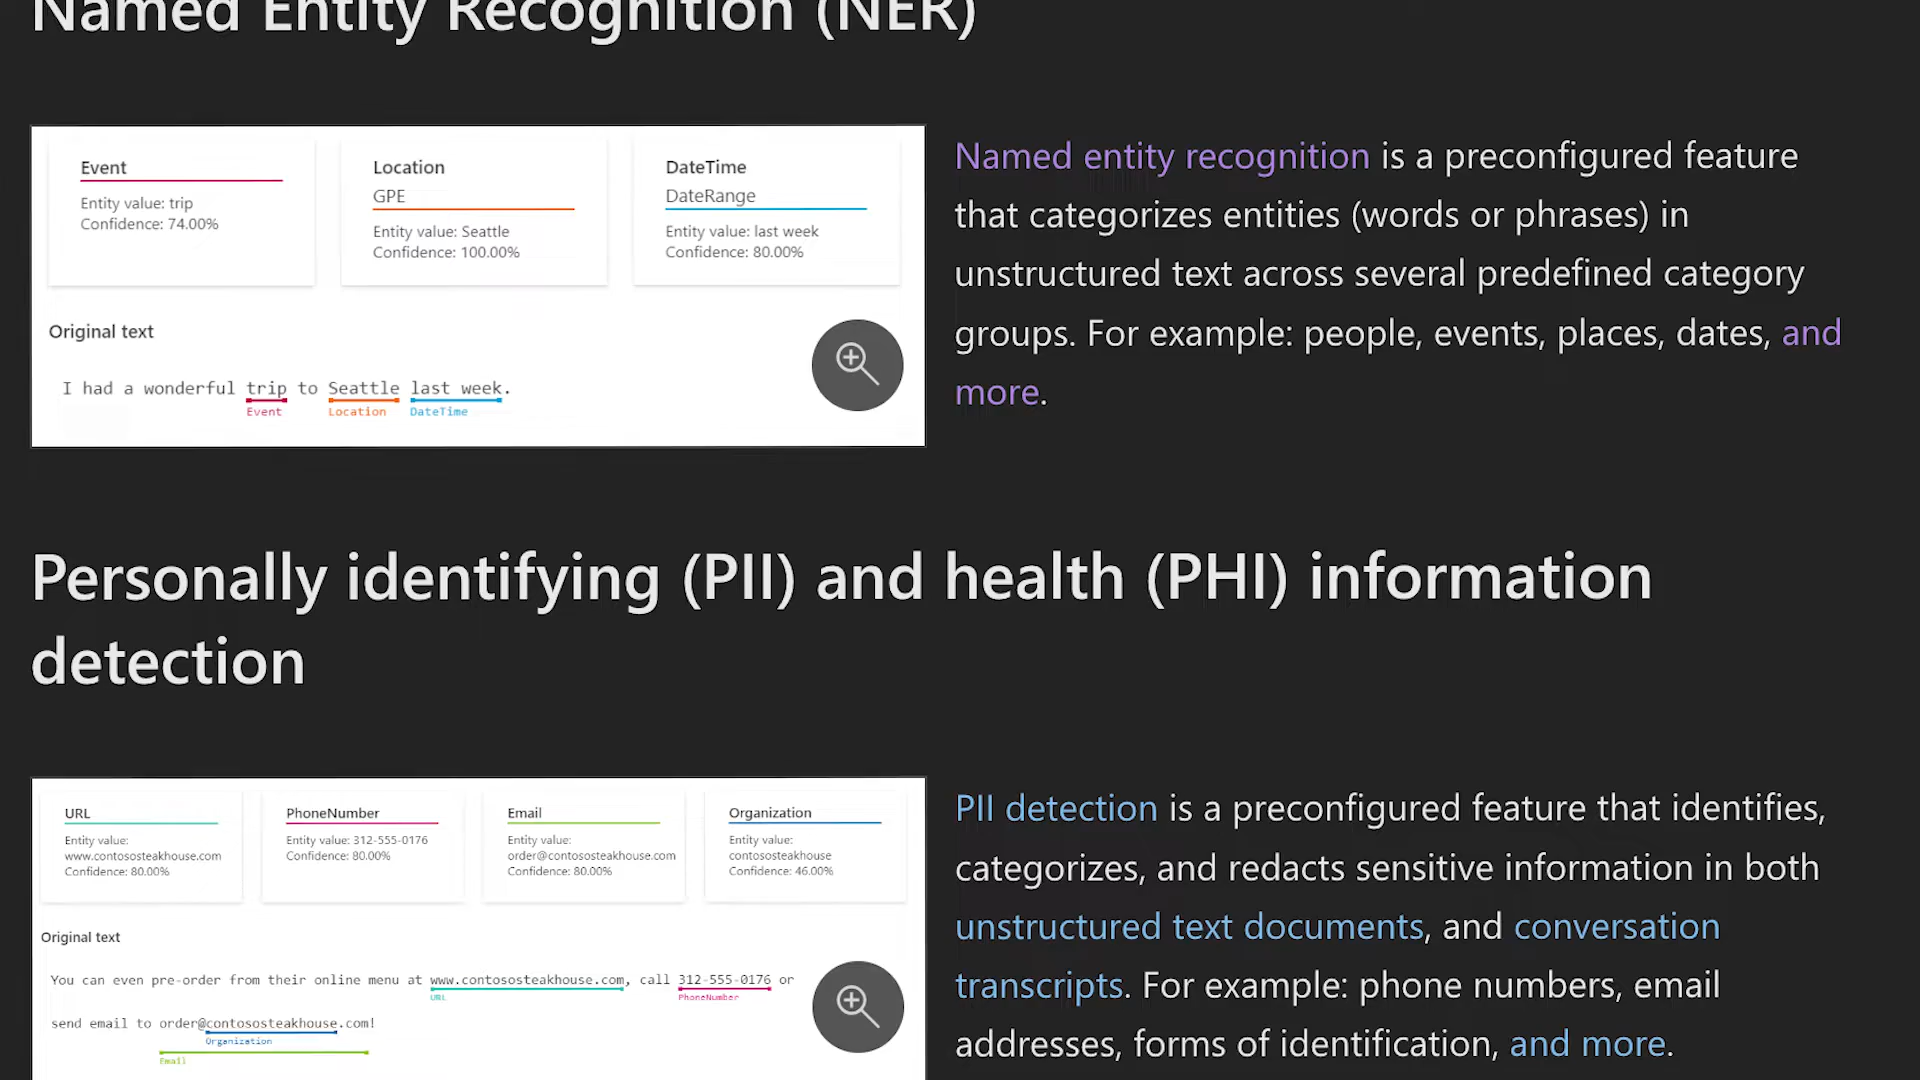 Named Entity Recognition (NER)
Event
Entity value: trip
Confidence: 74.00%
Location
GPE
Entity value: Seattle
Confidence: 100.00%
DateTime
DateRange
Entity value: last week
Confidence: 80.00%
Original text
I had a wonderful trip to Seattle last week.
Event Location DateTime
Named entity recognition is a preconfigured feature
that categorizes entities (words or phrases) in
unstructured text across several predefined category
groups. For example: people, events, places, dates, and
more.
Personally identifying (PII) and health (PHI) information
detection
URL
Entity value:
www.contososteakhouse.com
Confidence: 80.00%
PhoneNumber
Entity value: 312-555-0176
Confidence: 80.00%
Email
Entity value:
order@contososteakhouse.com
Confidence: 80.00%
Organization
Entity value:
contososteakhouse
Confidence: 46.00%
Original text
You can even pre-order from their online menu at www.contososteakhouse.com, call 312-555-0176 or
URL PhoneNumber
send email to order@contososteakhouse.com!
Organization
Email
PII detection is a preconfigured feature that identifies,
categorizes, and redacts sensitive information in both
unstructured text documents, and conversation
transcripts. For example: phone numbers, email
addresses, forms of identification, and more.